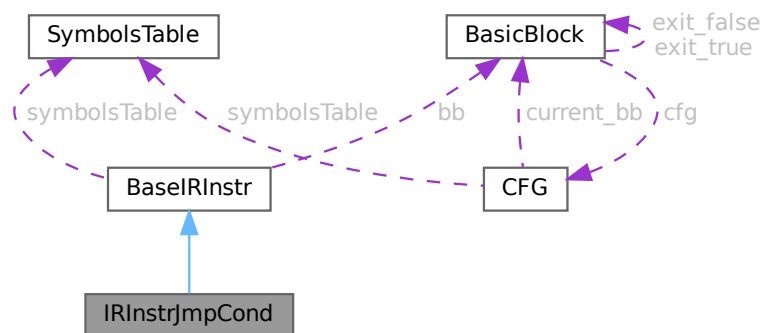 SymbolsTable
BasicBlock
exit_false
exit_true
symbolsTable
symbolsTable
bb
current_bb
cfg
BaseIRInstr
CFG
IRInstrJmpCond